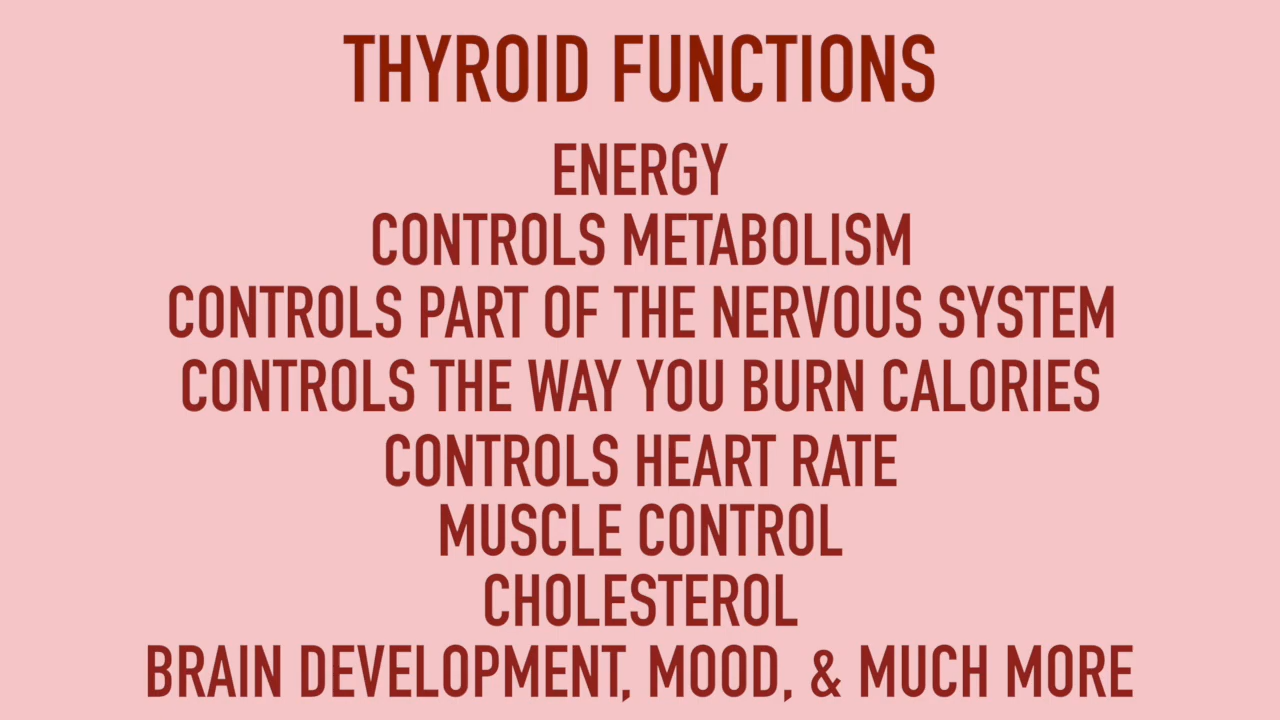 THYROID FUNCTIONS
ENERGY
CONTROLS METABOLISM
CONTROLS PART OF THE NERVOUS SYSTEM
CONTROLS THE WAY YOU BURN CALORIES
CONTROLS HEART RATE
MUSCLE CONTROL
CHOLESTEROL
BRAIN DEVELOPMENT, MOOD, & MUCH MORE